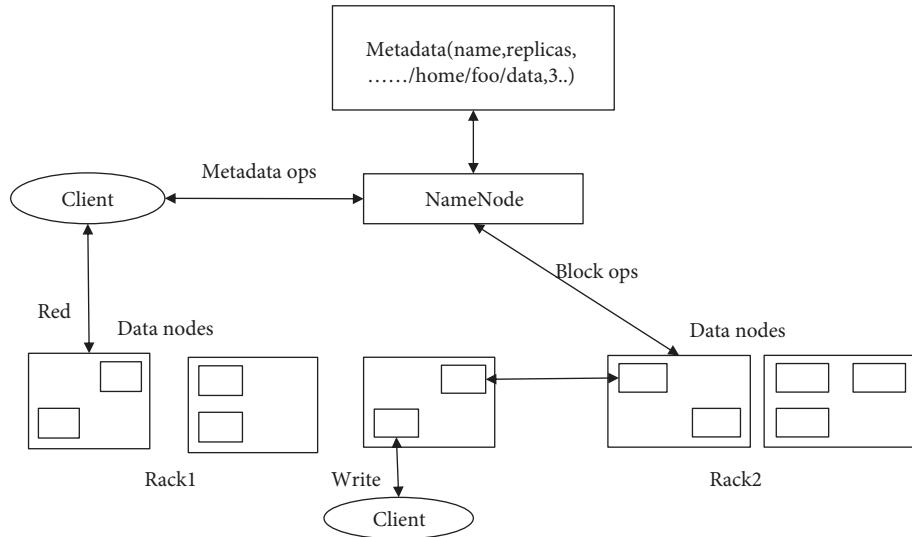 Metadata(name,replicas,
....../home/foo/data,3..)
Metadata ops
Client
NameNode
Block ops
Red
Data nodes
Data nodes
Rack1
Write
Rack2
Client